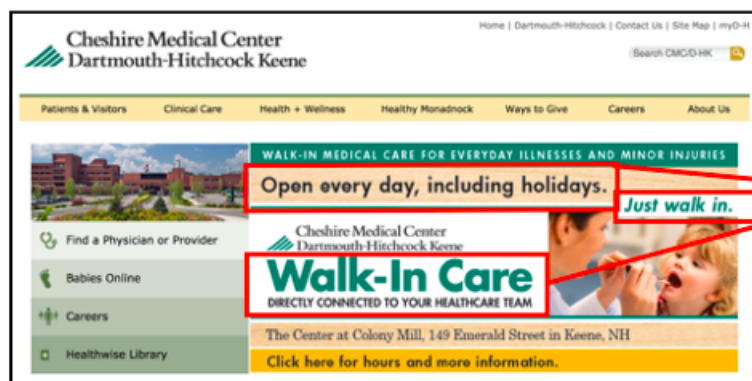 Home | Dartmouth-Hitchcock | Contact Us | Site Map | myD-H
Cheshire Medical Center
Dartmouth-Hitchcock Keene
Search CMC/D-HK
Patients & Visitors Clinical Care Health + Wellness Healthy Monadnock Ways to Give Careers About Us
WALK-IN MEDICAL CARE FOR EVERYDAY ILLNESSES AND MINOR INJURIES
Open every day, including holidays.
Just walk in.
Find a Physician or Provider
Babies Online
Careers
Healthwise Library
Cheshire Medical Center
Dartmouth-Hitchcock Keene
Walk-In Care
DIRECTLY CONNECTED TO YOUR HEALTHCARE TEAM
The Center at Colony Mill, 149 Emerald Street in Keene, NH
Click here for hours and more information.